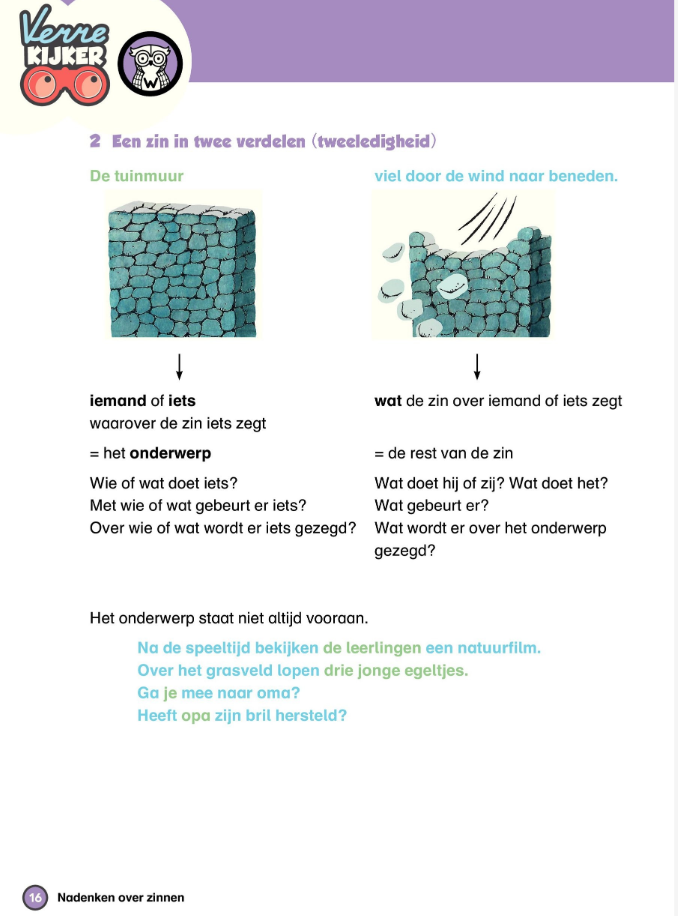 Verre
KIJKER
W
2 Een zin in twee verdelen (tweeledigheid)
De tuinmuur
viel door de wind naar beneden.
iemand of iets
waarover de zin iets zegt
= het onderwerp
Wie of wat doet iets?
Met wie of wat gebeurt er iets?
Over wie of wat wordt er iets gezegd?
wat de zin over iemand of iets zegt
= de rest van de zin
Wat doet hij of zij? Wat doet het?
Wat gebeurt er?
Wat wordt er over het onderwerp
gezegd?
Het onderwerp staat niet altijd vooraan.
Na de speeltijd bekijken de leerlingen een natuurfilm.
Over het grasveld lopen drie jonge egeltjes.
Ga je mee naar oma?
Heeft opa zijn bril hersteld?
16 Nadenken over zinnen